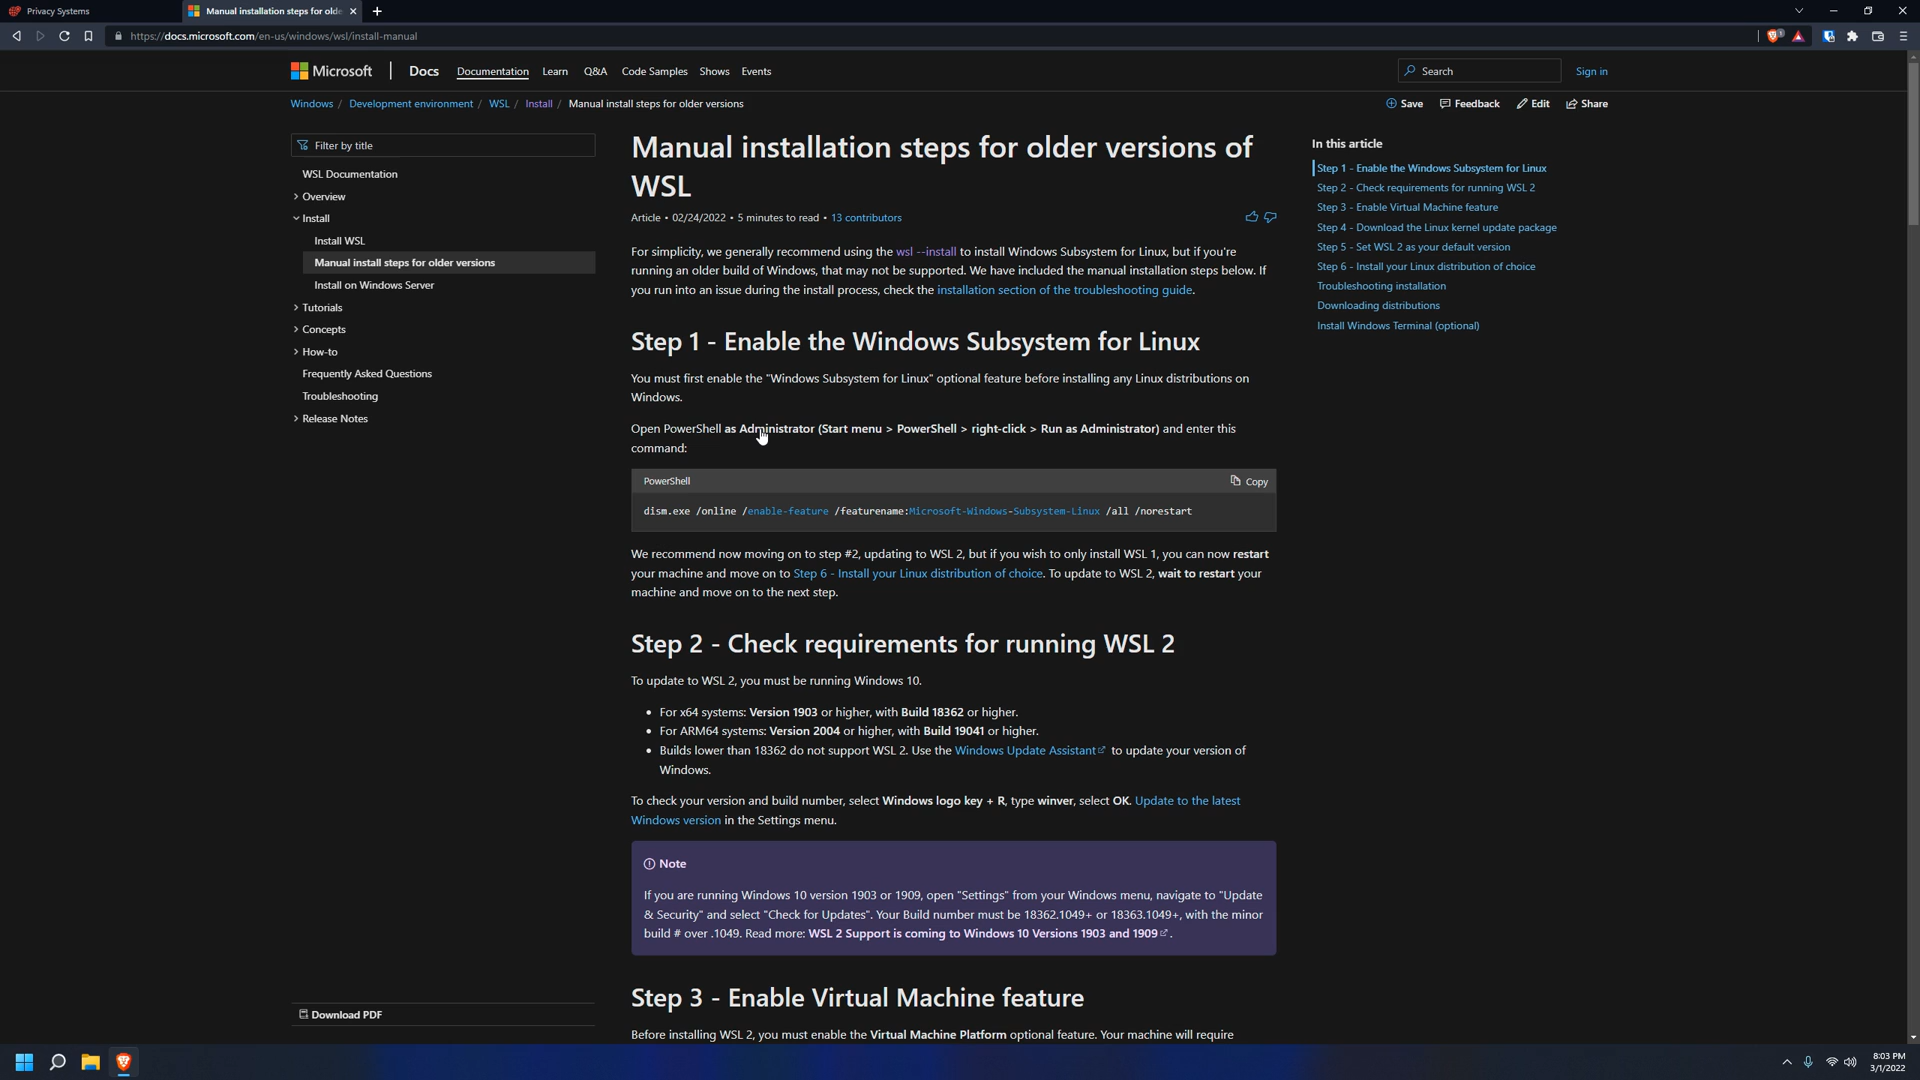 Privacy Systems
Manual installation steps for olde
https://docs.microsoft.com/en-us/windows/wsl/install-manual
Microsoft
Docs Documentation Learn Q&A Code Samples Shows Events
Search
Sign in
Windows / Development environment / WSL / Install / Manual install steps for older versions
Save Feedback Edit Share
Filter by title
WSL Documentation
Overview
Install
Install WSL
Manual install steps for older versions
Install on Windows Server
Tutorials
Concepts
How-to
Frequently Asked Questions
Troubleshooting
Release Notes
Download PDF
Manual installation steps for older versions of
WSL
Article • 02/24/2022 • 5 minutes to read • 13 contributors
For simplicity, we generally recommend using the wsl --install to install Windows Subsystem for Linux, but if you're
running an older build of Windows, that may not be supported. We have included the manual installation steps below. If
you run into an issue during the install process, check the installation section of the troubleshooting guide.
Step 1 - Enable the Windows Subsystem for Linux
You must first enable the "Windows Subsystem for Linux" optional feature before installing any Linux distributions on
Windows.
Open PowerShell as Administrator (Start menu > PowerShell > right-click > Run as Administrator) and enter this
command:
PowerShell
Copy
dism.exe /online /enable-feature /featurename:Microsoft-Windows-Subsystem-Linux /all /norestart
We recommend now moving on to step #2, updating to WSL 2, but if you wish to only install WSL 1, you can now restart
your machine and move on to Step 6 - Install your Linux distribution of choice. To update to WSL 2, wait to restart your
machine and move on to the next step.
Step 2 - Check requirements for running WSL 2
To update to WSL 2, you must be running Windows 10.
• For x64 systems: Version 1903 or higher, with Build 18362 or higher.
• For ARM64 systems: Version 2004 or higher, with Build 19041 or higher.
• Builds lower than 18362 do not support WSL 2. Use the Windows Update Assistant to update your version of
Windows.
To check your version and build number, select Windows logo key + R, type winver, select OK. Update to the latest
Windows version in the Settings menu.
Note
If you are running Windows 10 version 1903 or 1909, open "Settings" from your Windows menu, navigate to "Update
& Security" and select "Check for Updates". Your Build number must be 18362.1049+ or 18363.1049+, with the minor
build # over .1049. Read more: WSL 2 Support is coming to Windows 10 Versions 1903 and 1909.
Step 3 - Enable Virtual Machine feature
Before installing WSL 2, you must enable the Virtual Machine Platform optional feature. Your machine will require
In this article
Step 1 - Enable the Windows Subsystem for Linux
Step 2 - Check requirements for running WSL 2
Step 3 - Enable Virtual Machine feature
Step 4 - Download the Linux kernel update package
Step 5 - Set WSL 2 as your default version
Step 6 - Install your Linux distribution of choice
Troubleshooting installation
Downloading distributions
Install Windows Terminal (optional)
8:03 PM
3/1/2022